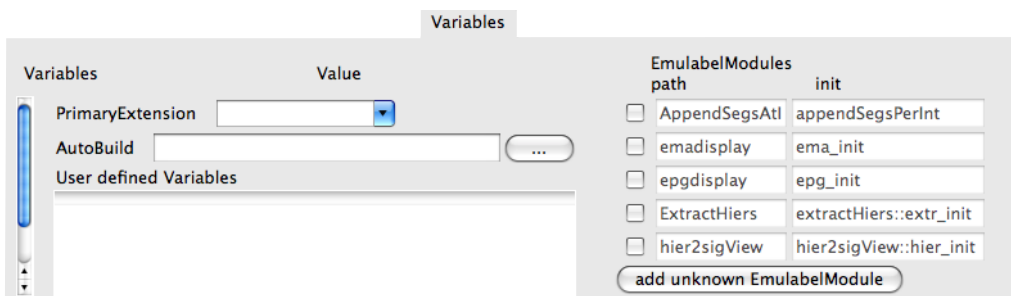 Variables
Variables Value
PrimaryExtension
AutoBuild ...
User defined Variables
EmulabelModules
path init
AppendSegsAtl appendSegsPerInt
emadisplay ema_init
epgdisplay epg_init
ExtractHiers extractHiers::extr_init
hier2sigView hier2sigView::hier_init
add unknown EmulabelModule